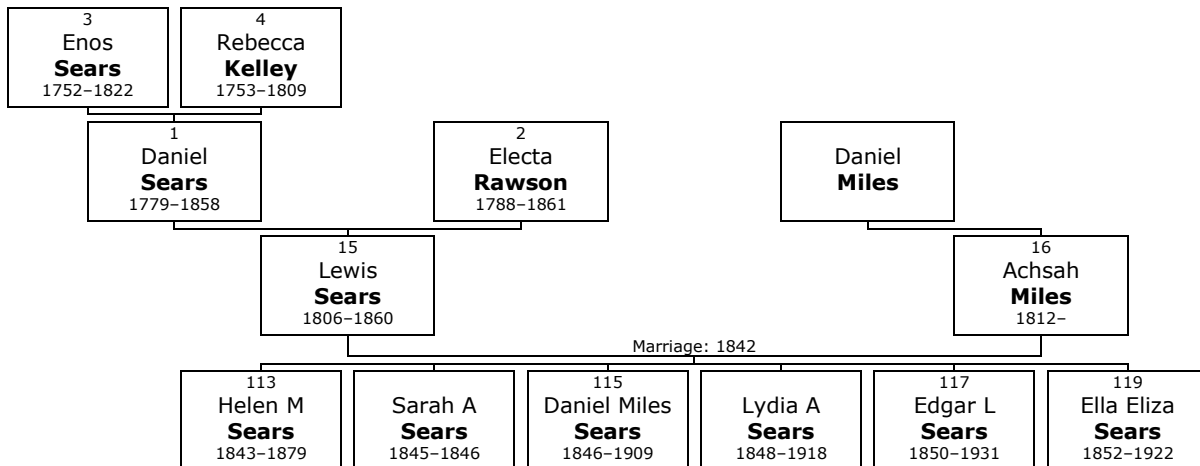 3
Enos
Sears
1752–1822
4
Rebecca
Kelley
1753–1809
1
Daniel
Sears
1779–1858
2
Electa
Rawson
1788–1861
Daniel
Miles
15
Lewis
Sears
1806–1860
16
Achsah
Miles
1812–
Marriage: 1842
113
Helen M
Sears
1843–1879
Sarah A
Sears
1845–1846
115
Daniel Miles
Sears
1846–1909
Lydia A
Sears
1848–1918
117
Edgar L
Sears
1850–1931
119
Ella Eliza
Sears
1852–1922